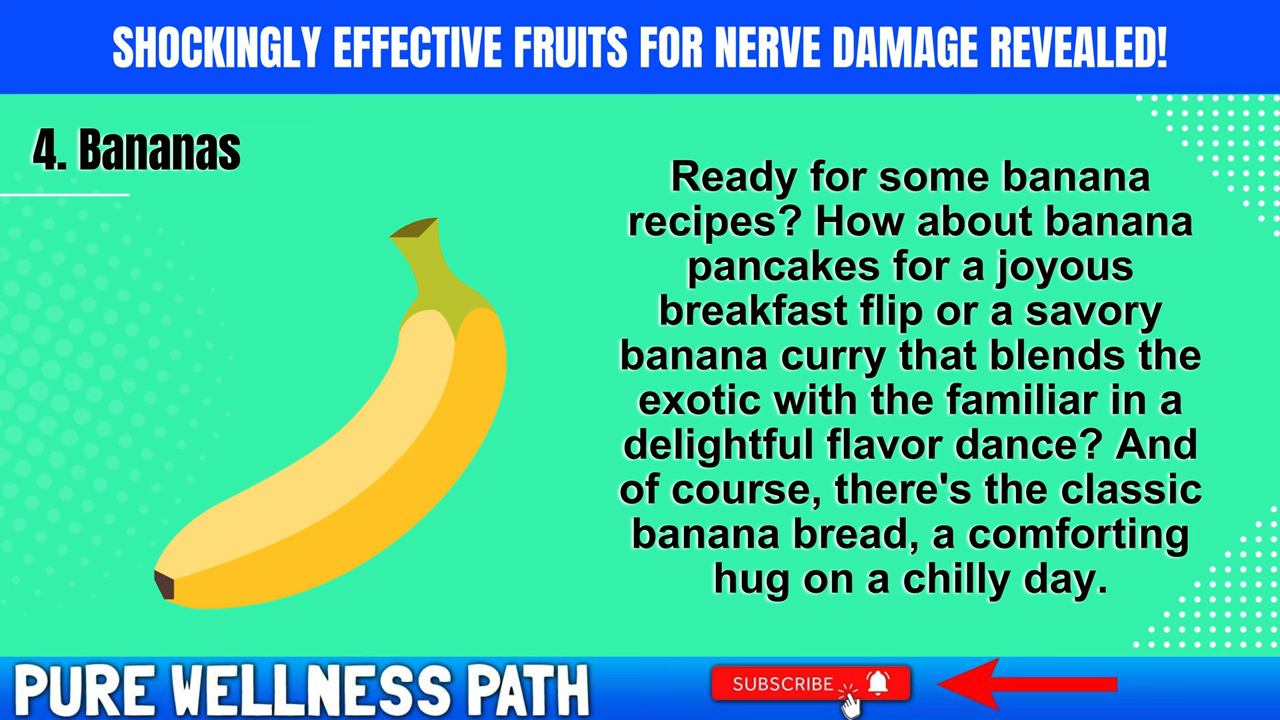 SHOCKINGLY EFFECTIVE FRUITS FOR NERVE DAMAGE REVEALED!
4. Bananas
Ready for some banana
recipes? How about banana
pancakes for a joyous
breakfast flip or a savory
banana curry that blends the
exotic with the familiar in a
delightful flavor dance? And
of course, there's the classic
banana bread, a comforting
hug on a chilly day.
PURE WELLNESS PATH
SUBSCRIBE